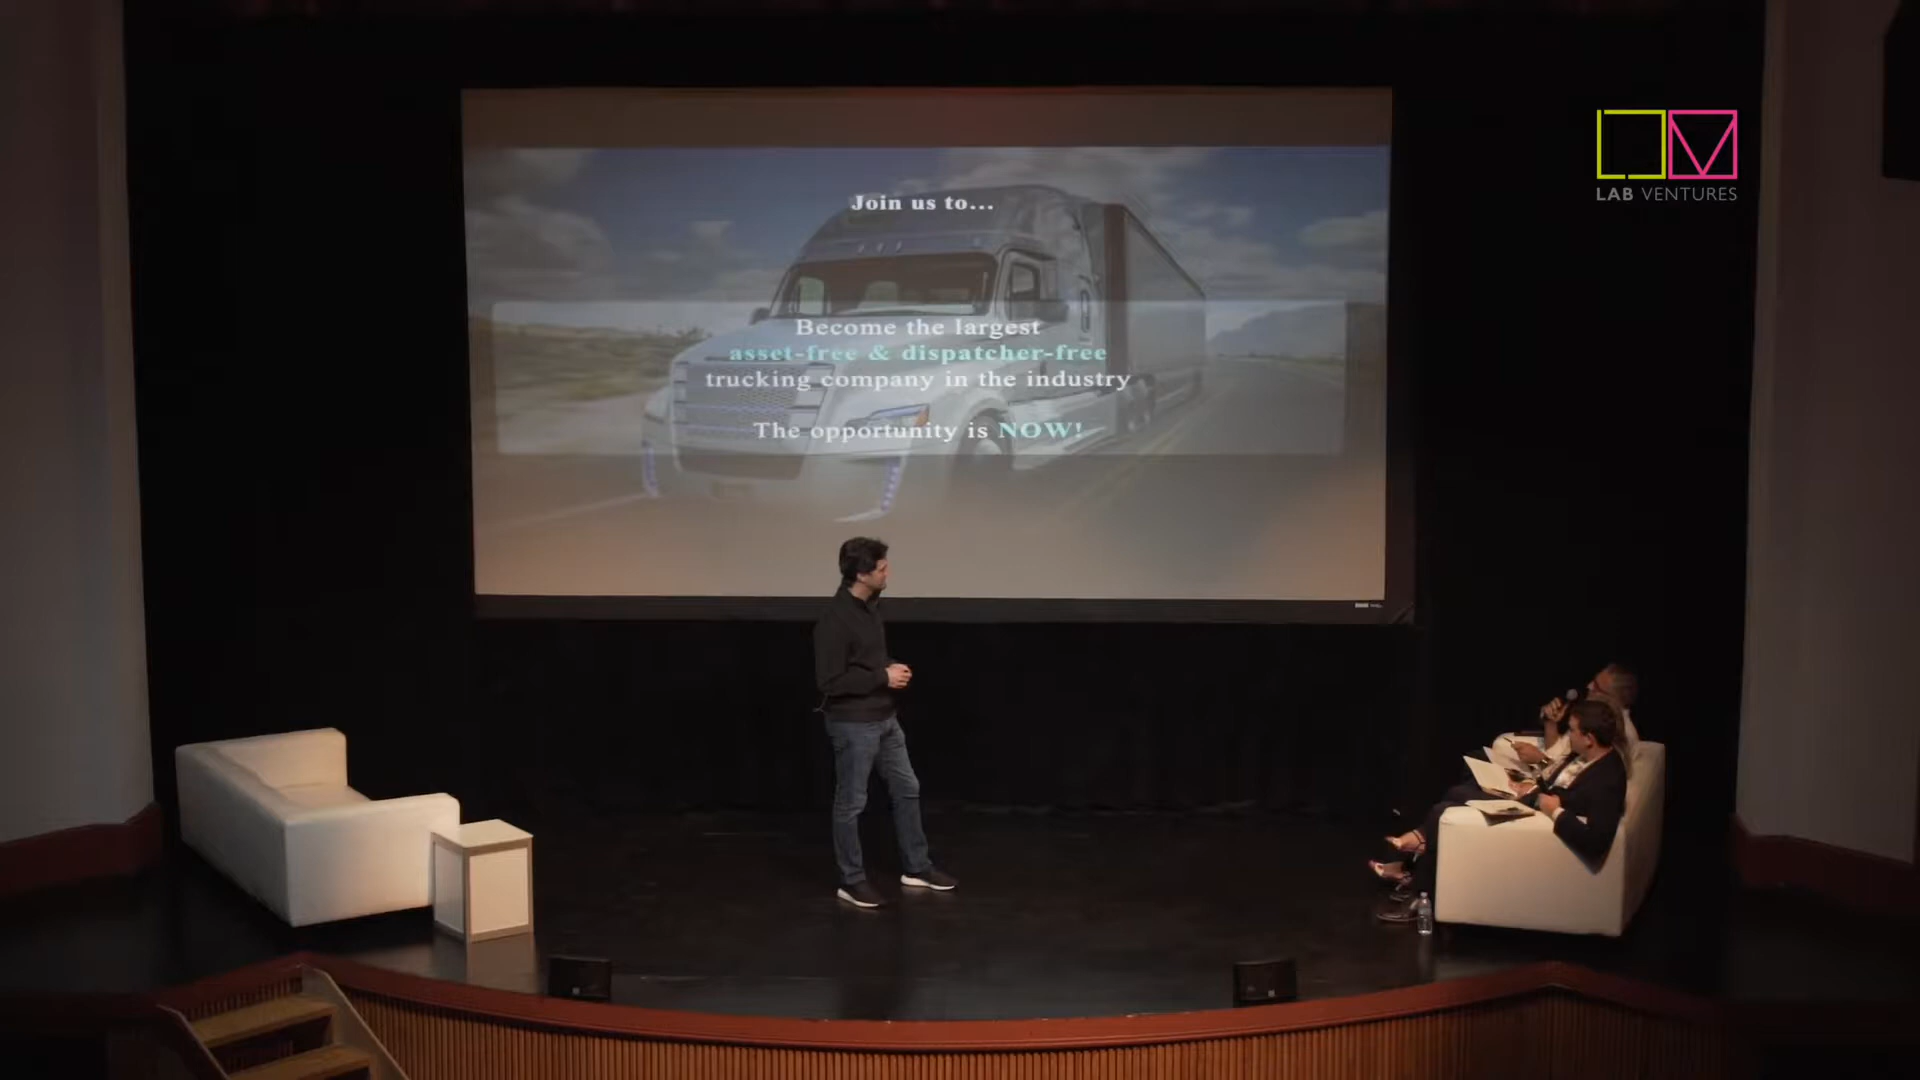 Join us to...
Become the largest
asset-free & dispatcher-free
trucking company in the industry
The opportunity is NOW!
LAB VENTURES